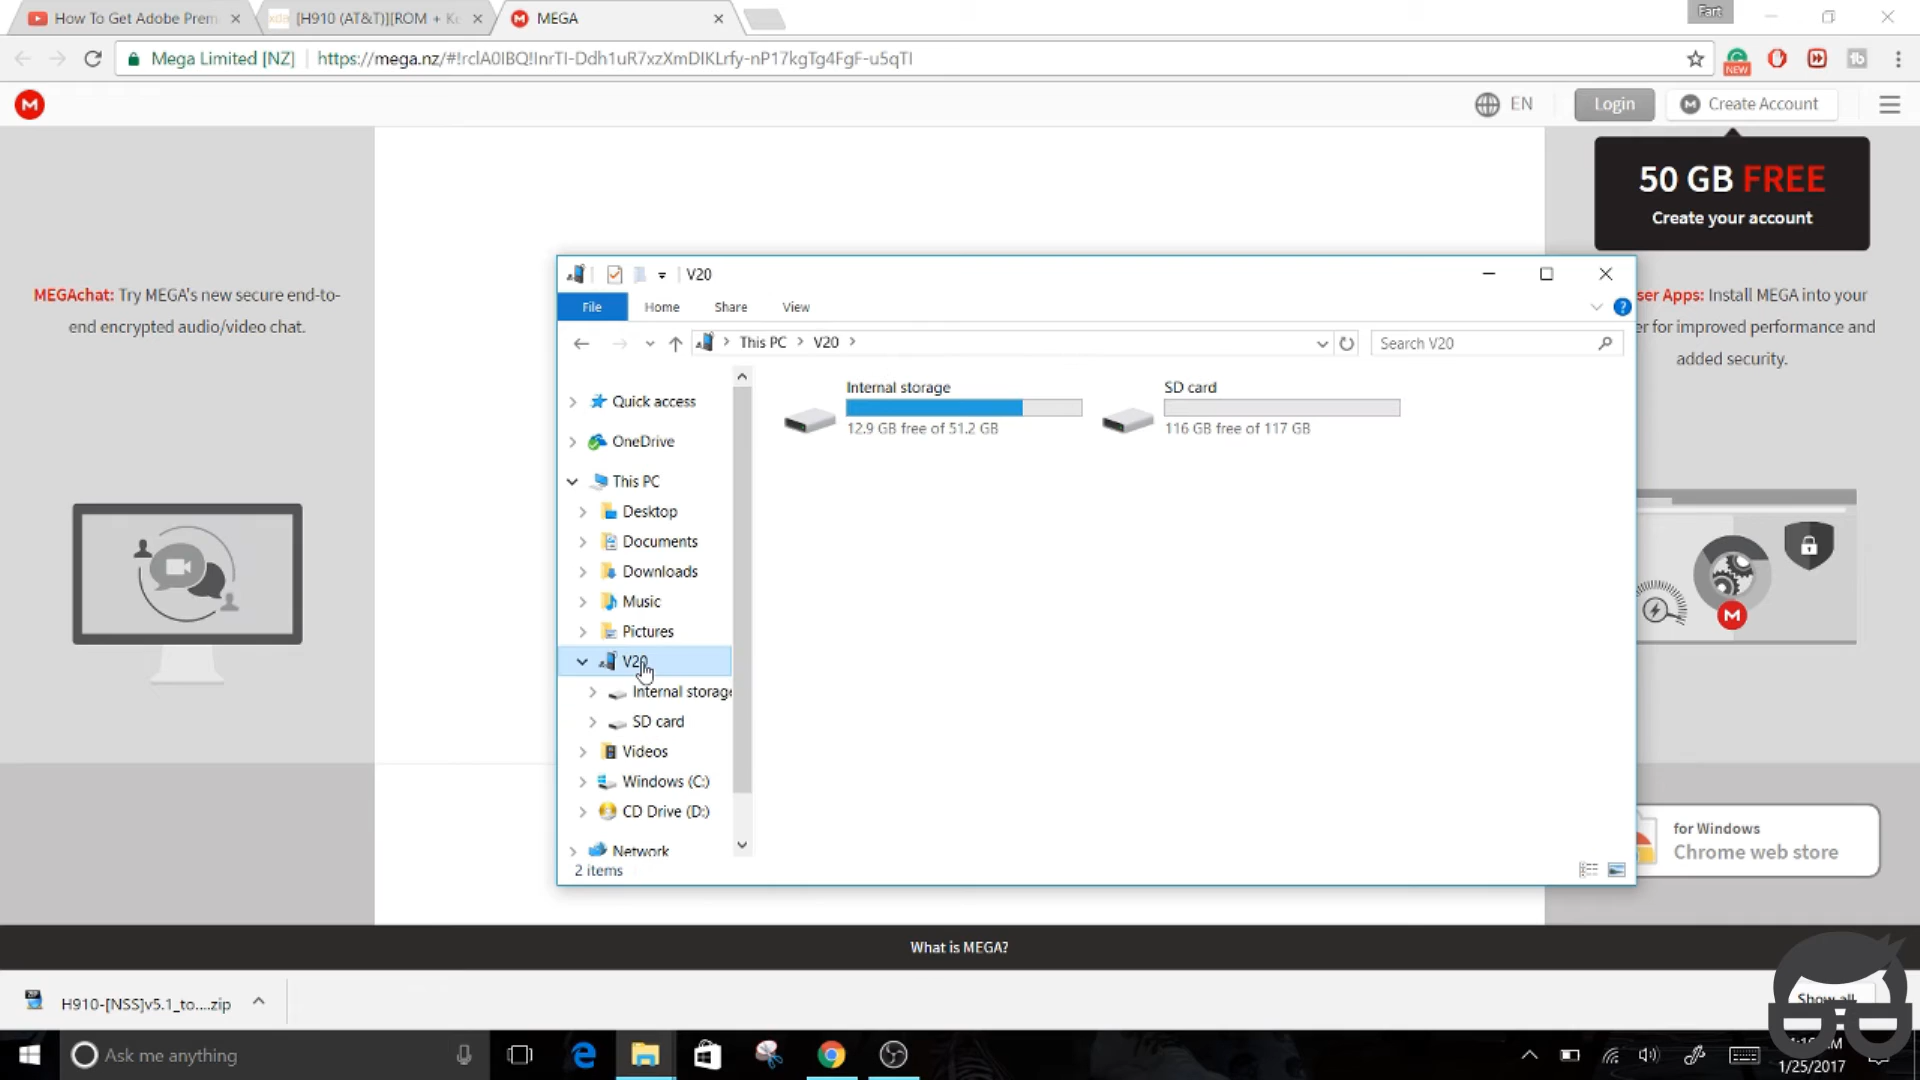 How To Get Adobe Prem
[H910 (AT&T)][ROM + Ke
MEGA
Fart
Mega Limited [NZ]
https://mega.nz/#!rclA0IBQ!InrTI-Ddh1uR7xzXmDIKLrfy-nP17kgTg4FgF-u5qTI
NEW
EN
Login
Create Account
50 GB FREE
Create your account
MEGAchat: Try MEGA's new secure end-to-
end encrypted audio/video chat.
ser Apps: Install MEGA into your
er for improved performance and
added security.
V20
File
Home
Share
View
This PC
V20
Search V20
Quick access
OneDrive
This PC
Desktop
Documents
Downloads
Music
Pictures
V20
Internal storage
SD card
Videos
Windows (C:)
CD Drive (D:)
Network
2 items
Internal storage
12.9 GB free of 51.2 GB
SD card
116 GB free of 117 GB
for Windows
Chrome web store
What is MEGA?
H910-[NSS]v5.1_to....zip
Show all
Ask me anything
1/25/2017